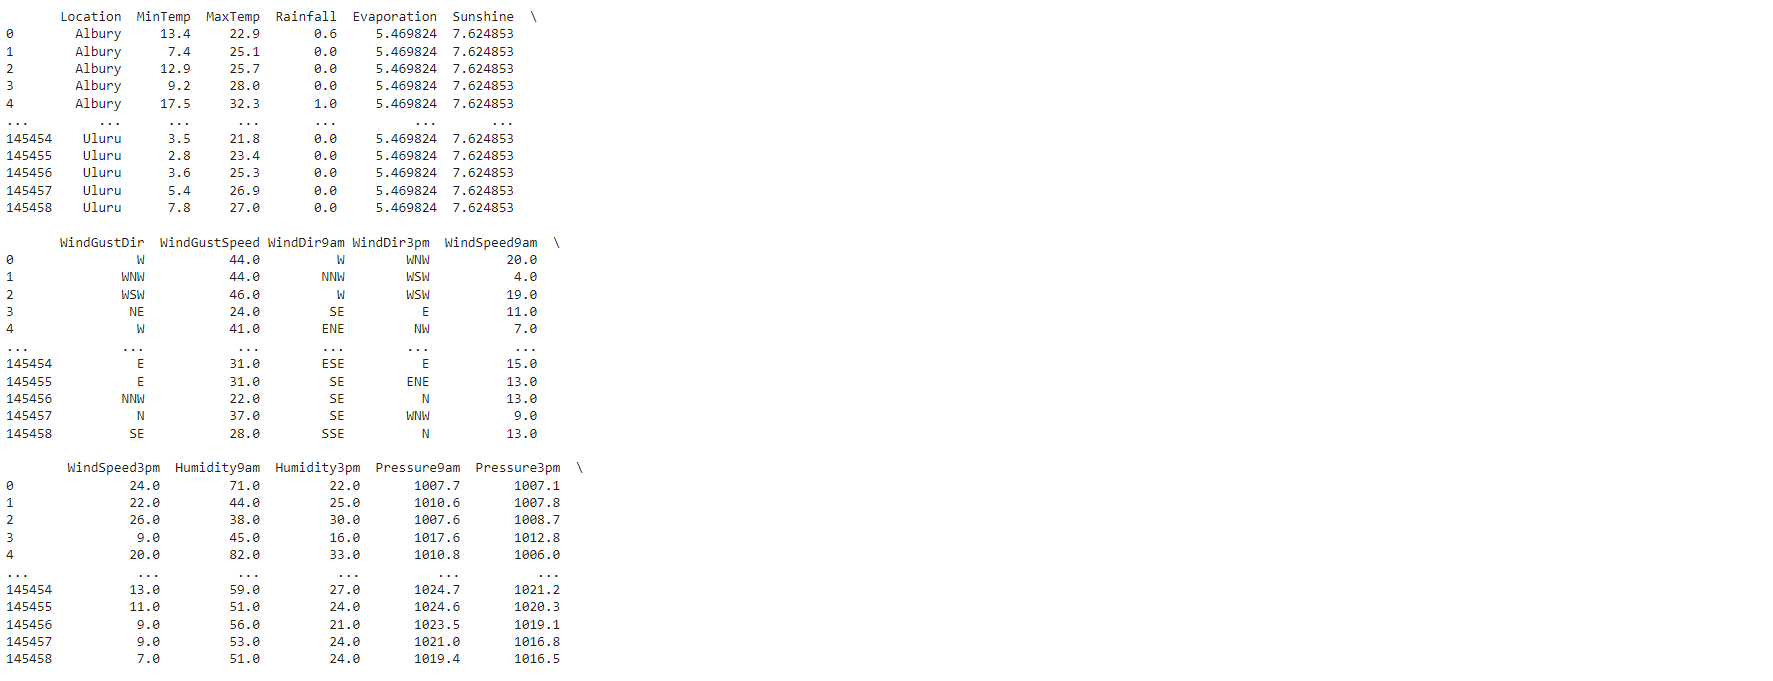 Location MinTemp MaxTemp Rainfall Evaporation Sunshine \
0 Albury 13.4 22.9 0.6 5.469824 7.624853
1 Albury 7.4 25.1 0.0 5.469824 7.624853
2 Albury 12.9 25.7 0.0 5.469824 7.624853
3 Albury 9.2 28.0 0.0 5.469824 7.624853
4 Albury 17.5 32.3 1.0 5.469824 7.624853
... ... ... ... ... ... ...
145454 Uluru 3.5 21.8 0.0 5.469824 7.624853
145455 Uluru 2.8 23.4 0.0 5.469824 7.624853
145456 Uluru 3.6 25.3 0.0 5.469824 7.624853
145457 Uluru 5.4 26.9 0.0 5.469824 7.624853
145458 Uluru 7.8 27.0 0.0 5.469824 7.624853
WindGustDir WindGustSpeed WindDir9am WindDir3pm WindSpeed9am \
0 W 44.0 W WNW 20.0
1 WNW 44.0 NNW WSW 4.0
2 WSW 46.0 W WSW 19.0
3 NE 24.0 SE E 11.0
4 W 41.0 ENE NW 7.0
... ... ... ... ... ...
145454 E 31.0 ESE E 15.0
145455 E 31.0 SE ENE 13.0
145456 NNW 22.0 SE N 13.0
145457 N 37.0 SE WNW 9.0
145458 SE 28.0 SSE N 13.0
WindSpeed3pm Humidity9am Humidity3pm Pressure9am Pressure3pm \
0 24.0 71.0 22.0 1007.7 1007.1
1 22.0 44.0 25.0 1010.6 1007.8
2 26.0 38.0 30.0 1007.6 1008.7
3 9.0 45.0 16.0 1017.6 1012.8
4 20.0 82.0 33.0 1010.8 1006.0
... ... ... ... ... ...
145454 13.0 59.0 27.0 1024.7 1021.2
145455 11.0 51.0 24.0 1024.6 1020.3
145456 9.0 56.0 21.0 1023.5 1019.1
145457 9.0 53.0 24.0 1021.0 1016.8
145458 7.0 51.0 24.0 1019.4 1016.5